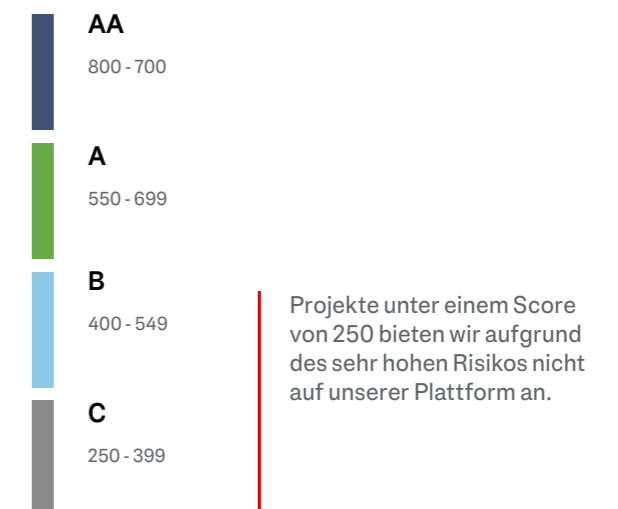 AA
800 - 700
A
550 - 699
B
400 - 549
C
250 - 399
Projekte unter einem Score
von 250 bieten wir aufgrund
des sehr hohen Risikos nicht
auf unserer Plattform an.